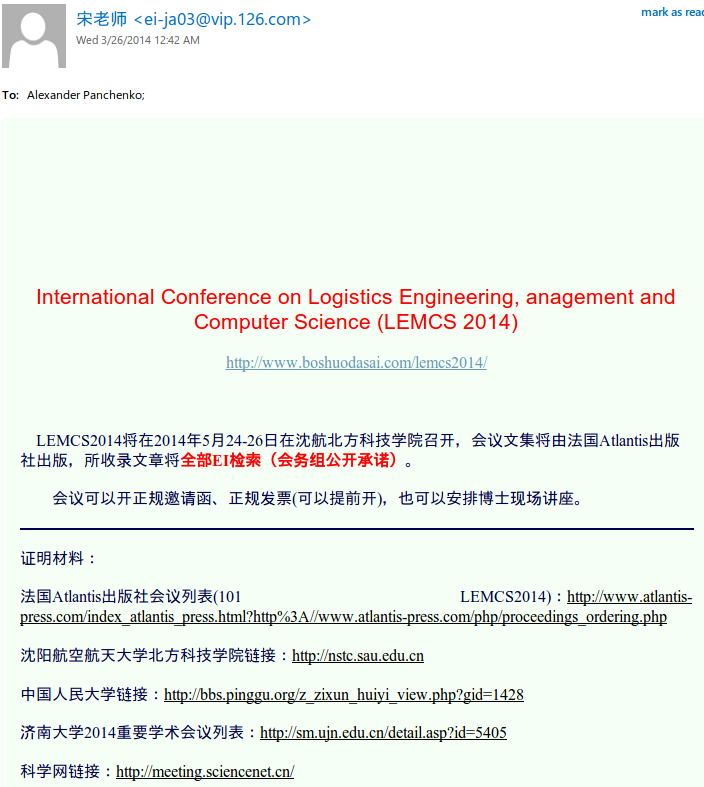 宋老师 <ei-ja03@vip.126.com>
mark as rea
Wed 3/26/2014 12:42 AM
To: Alexander Panchenko;
International Conference on Logistics Engineering, anagement and
Computer Science (LEMCS 2014)
http://www.boshuodasai.com/lemcs2014/
LEMCS2014将在2014年5月24-26日在沈航北方科技学院召开，会议文集将由法国Atlantis出版
社出版，所收录文章将全部EI检索（会务组公开承诺）。
会议可以开正规邀请函、正规发票(可以提前开)，也可以安排博士现场讲座。
证明材料：
法国Atlantis出版社会议列表(101 LEMCS2014)：http://www.atlantis-
press.com/index_atlantis_press.html?http%3A//www.atlantis-press.com/php/proceedings_ordering.php
沈阳航空航天大学北方科技学院链接：http://nstc.sau.edu.cn
中国人民大学链接：http://bbs.pinggu.org/z_zixun_huiyi_view.php?gid=1428
济南大学2014重要学术会议列表：http://sm.ujn.edu.cn/detail.asp?id=5405
科学网链接：http://meeting.sciencenet.cn/